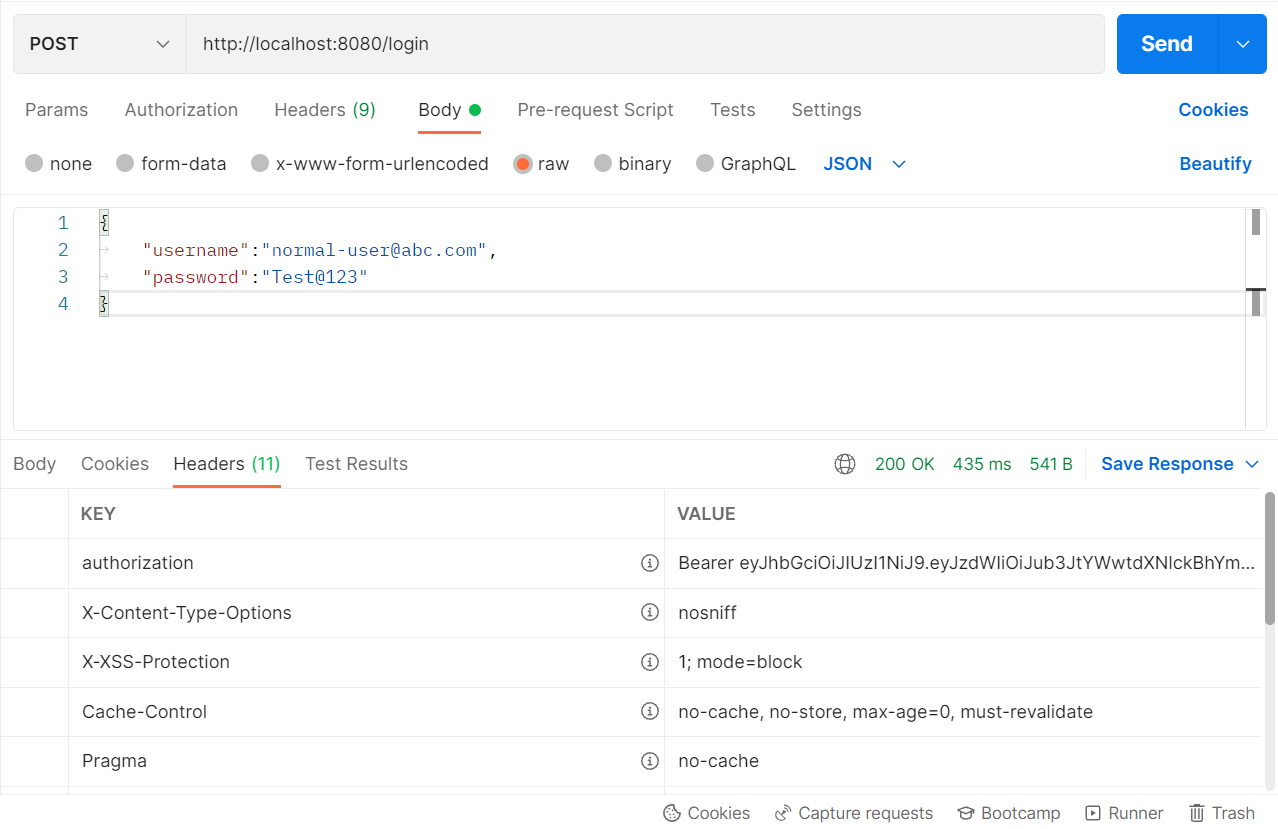 POST http://localhost:8080/login Send
Params Authorization Headers (9) Body Pre-request Script Tests Settings Cookies
none form-data x-www-form-urlencoded raw binary GraphQL JSON Beautify
1 {
2 "username":"normal-user@abc.com",
3 "password":"Test@123"
4 }
Body Cookies Headers (11) Test Results 200 OK 435 ms 541 B Save Response
KEY VALUE
authorization Bearer eyJhbGciOiJIUzI1NiJ9.eyJzdWIiOiJub3JtYWwtdXNlckBhYm...
X-Content-Type-Options nosniff
X-XSS-Protection 1; mode=block
Cache-Control no-cache, no-store, max-age=0, must-revalidate
Pragma no-cache
Cookies Capture requests Bootcamp Runner Trash